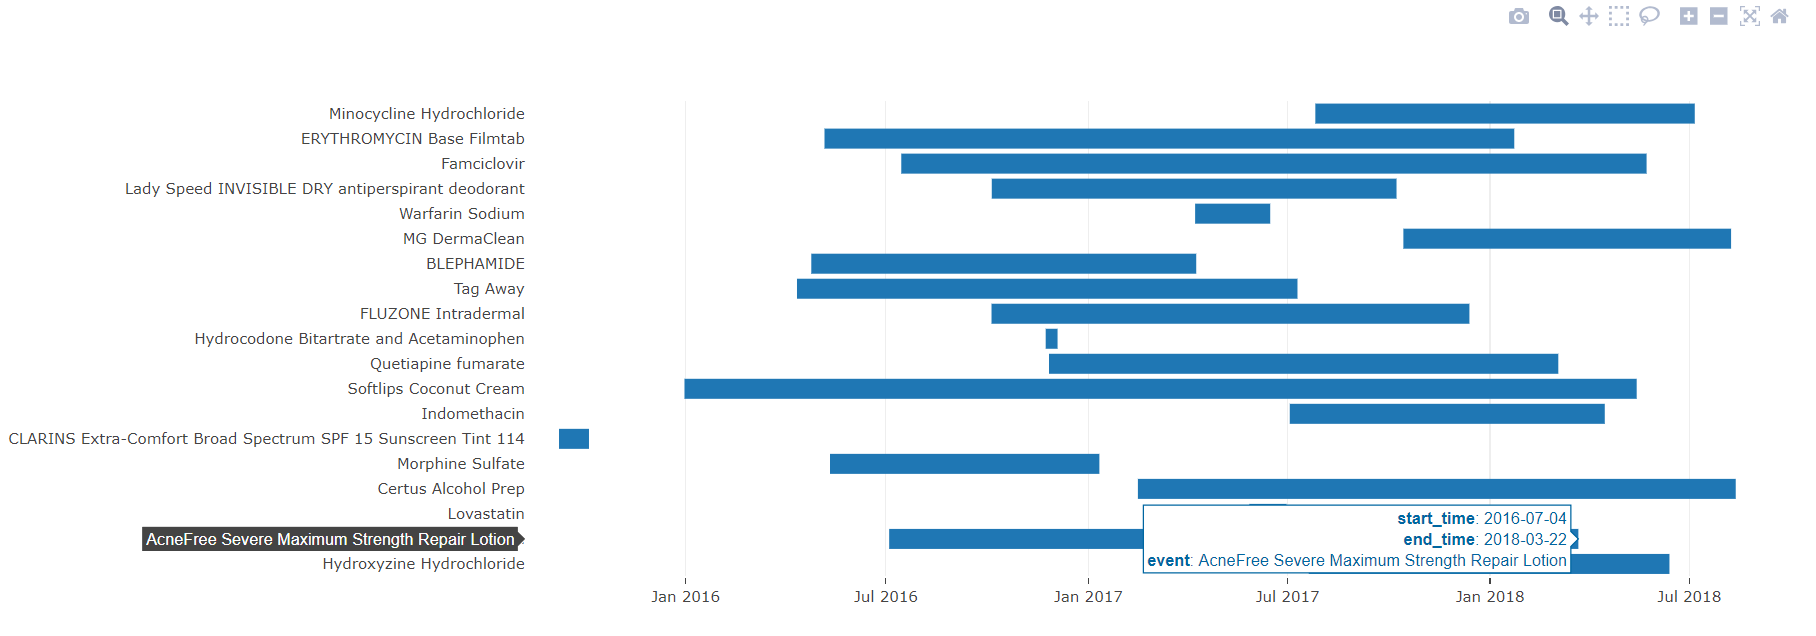 Minocycline Hydrochloride
ERYTHROMYCIN Base Filmtab
Famciclovir
Lady Speed INVISIBLE DRY antiperspirant deodorant
Warfarin Sodium
MG DermaClean
BLEPHAMIDE
Tag Away
FLUZONE Intradermal
Hydrocodone Bitartrate and Acetaminophen
Quetiapine fumarate
Softlips Coconut Cream
Indomethacin
CLARINS Extra-Comfort Broad Spectrum SPF 15 Sunscreen Tint 114
Morphine Sulfate
Certus Alcohol Prep
Lovastatin
AcneFree Severe Maximum Strength Repair Lotion
Hydroxyzine Hydrochloride
start_time: 2016-07-04
end_time: 2018-03-22
event: AcneFree Severe Maximum Strength Repair Lotion
Jan 2016 Jul 2016 Jan 2017 Jul 2017 Jan 2018 Jul 2018